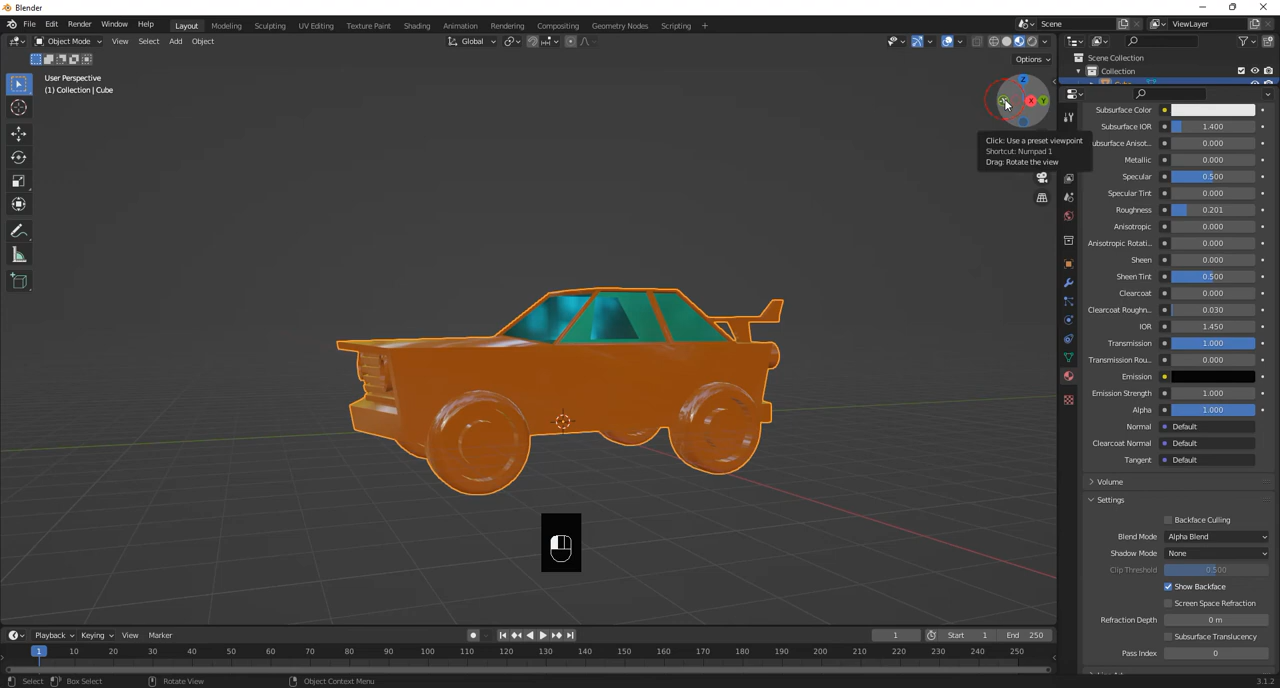 Blender
File Edit Render Window Help Layout Modeling Sculpting UV Editing Texture Paint Shading Animation Rendering Compositing Geometry Nodes Scripting + Scene ViewLayer
Object Mode View Select Add Object Global
Options
User Perspective
(1) Collection | Cube
Scene Collection
Collection
Z
X
Y
Click: Use a preset viewpoint
Shortcut: Numpad 1
Drag: Rotate the view
Subsurface Color
Subsurface IOR 1.400
ubsurface Anisot... 0.000
Metallic 0.000
Specular 0.500
Specular Tint 0.000
Roughness 0.201
Anisotropic 0.000
Anisotropic Rotati... 0.000
Sheen 0.000
Sheen Tint 0.500
Clearcoat 0.000
Clearcoat Roughn... 0.030
IOR 1.450
Transmission 1.000
Transmission Rou... 0.000
Emission
Emission Strength 1.000
Alpha 1.000
Normal Default
Clearcoat Normal Default
Tangent Default
Volume
Settings
Backface Culling
Blend Mode Alpha Blend
Shadow Mode None
Clip Threshold 0.500
Show Backface
Screen Space Refraction
Refraction Depth 0 m
Subsurface Translucency
Pass Index 0
Playback Keying View Marker 1 Start 1 End 250
1 10 20 30 40 50 60 70 80 90 100 110 120 130 140 150 160 170 180 190 200 210 220 230 240 250
Select Box Select Rotate View Object Context Menu 3.1.2